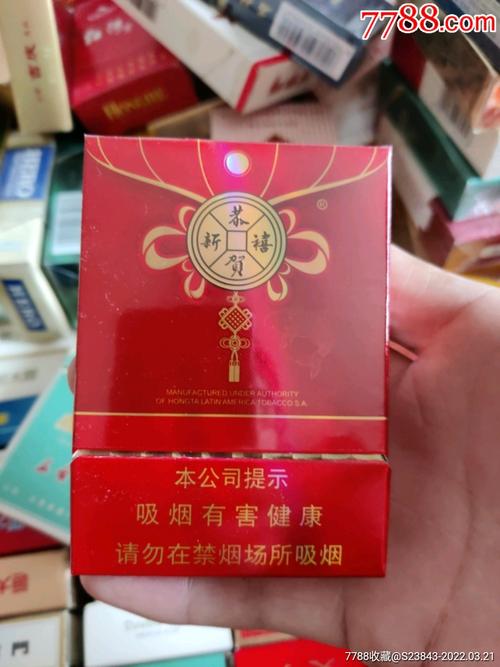 7788.com
HONGHE
恭賀新禧
®
MANUFACTURED UNDER AUTHORITY
OF HONGTA LATIN AMERICA TOBACCO S.A.
本公司提示
吸烟有害健康
请勿在禁烟场所吸烟
7788收藏@S23843-2022.03.21